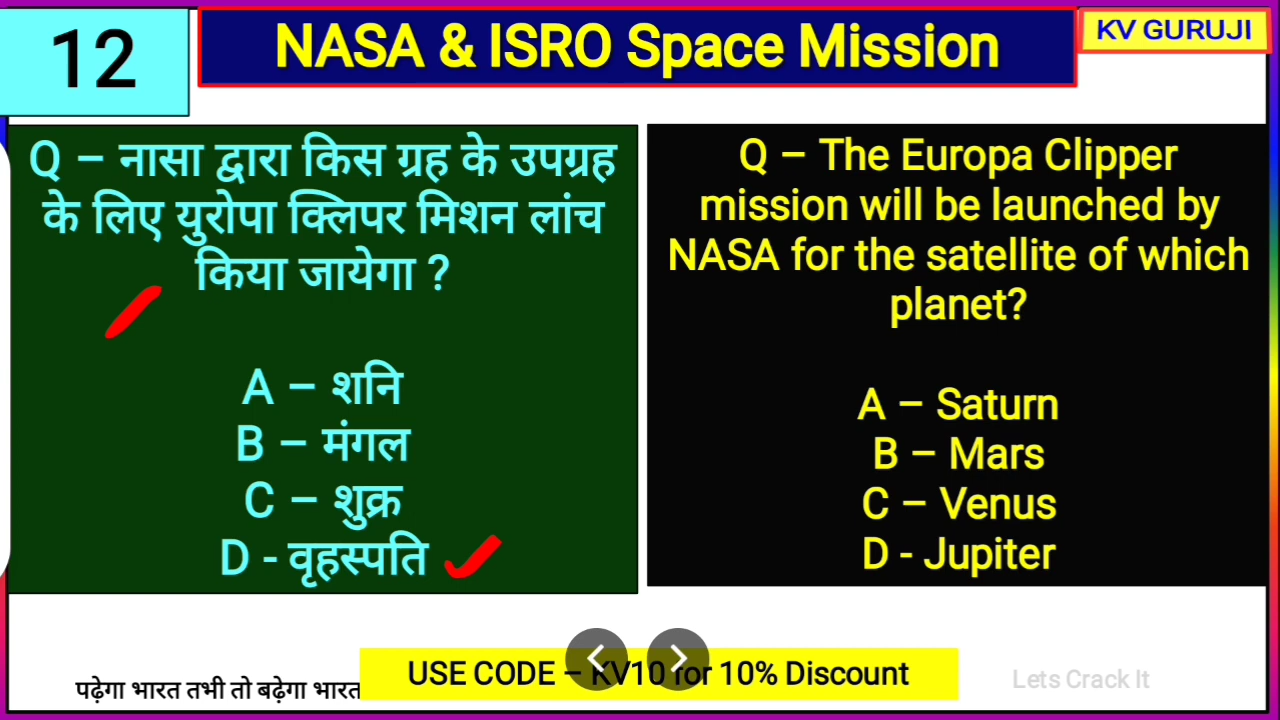 12
NASA & ISRO Space Mission
KV GURUJI
Q – नासा द्वारा किस ग्रह के उपग्रह
के लिए युरोपा क्लिपर मिशन लांच
किया जायेगा ?
A – शनि
B – मंगल
C – शुक्र
D - वृहस्पति
Q – The Europa Clipper
mission will be launched by
NASA for the satellite of which
planet?
A – Saturn
B – Mars
C – Venus
D - Jupiter
USE CODE – KV10 for 10% Discount
पढ़ेगा भारत तभी तो बढ़ेगा भारत
Lets Crack It